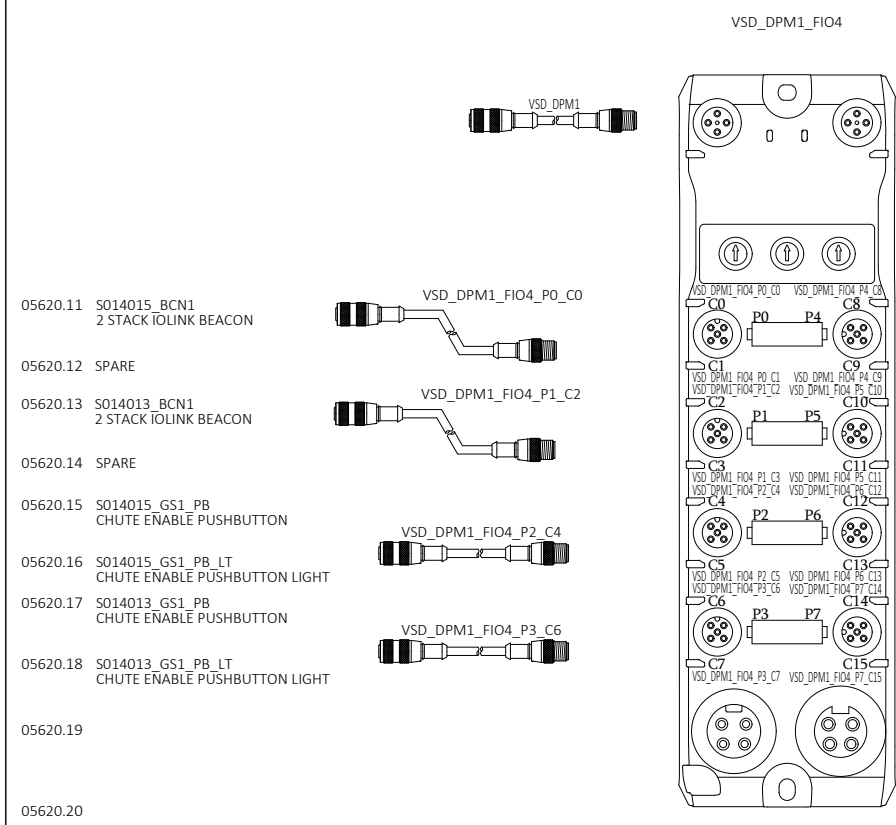 VSD_DPM1_FIO4
VSD_DPM1
05620.11 S014015_BCN1
2 STACK IOLINK BEACON
05620.12 SPARE
05620.13 S014013_BCN1
2 STACK IOLINK BEACON
05620.14 SPARE
05620.15 S014015_GS1_PB
CHUTE ENABLE PUSHBUTTON
05620.16 S014015_GS1_PB_LT
CHUTE ENABLE PUSHBUTTON LIGHT
05620.17 S014013_GS1_PB
CHUTE ENABLE PUSHBUTTON
05620.18 S014013_GS1_PB_LT
CHUTE ENABLE PUSHBUTTON LIGHT
05620.19
05620.20
VSD_DPM1_FIO4_P0_C0
VSD_DPM1_FIO4_P1_C2
VSD_DPM1_FIO4_P2_C4
VSD_DPM1_FIO4_P3_C6
VSD_DPM1_FIO4_P0_C0 VSD_DPM1_FIO4_P4_C8
C0 C8
P0 P4
C1 C9
VSD_DPM1_FIO4_P0_C1 VSD_DPM1_FIO4_P4_C9
VSD_DPM1_FIO4_P1_C2 VSD_DPM1_FIO4_P5_C10
C2 C10
P1 P5
C3 C11
VSD_DPM1_FIO4_P1_C3 VSD_DPM1_FIO4_P5_C11
VSD_DPM1_FIO4_P2_C4 VSD_DPM1_FIO4_P6_C12
C4 C12
P2 P6
C5 C13
VSD_DPM1_FIO4_P2_C5 VSD_DPM1_FIO4_P6_C13
VSD_DPM1_FIO4_P3_C6 VSD_DPM1_FIO4_P7_C14
C6 C14
P3 P7
C7 C15
VSD_DPM1_FIO4_P3_C7 VSD_DPM1_FIO4_P7_C15